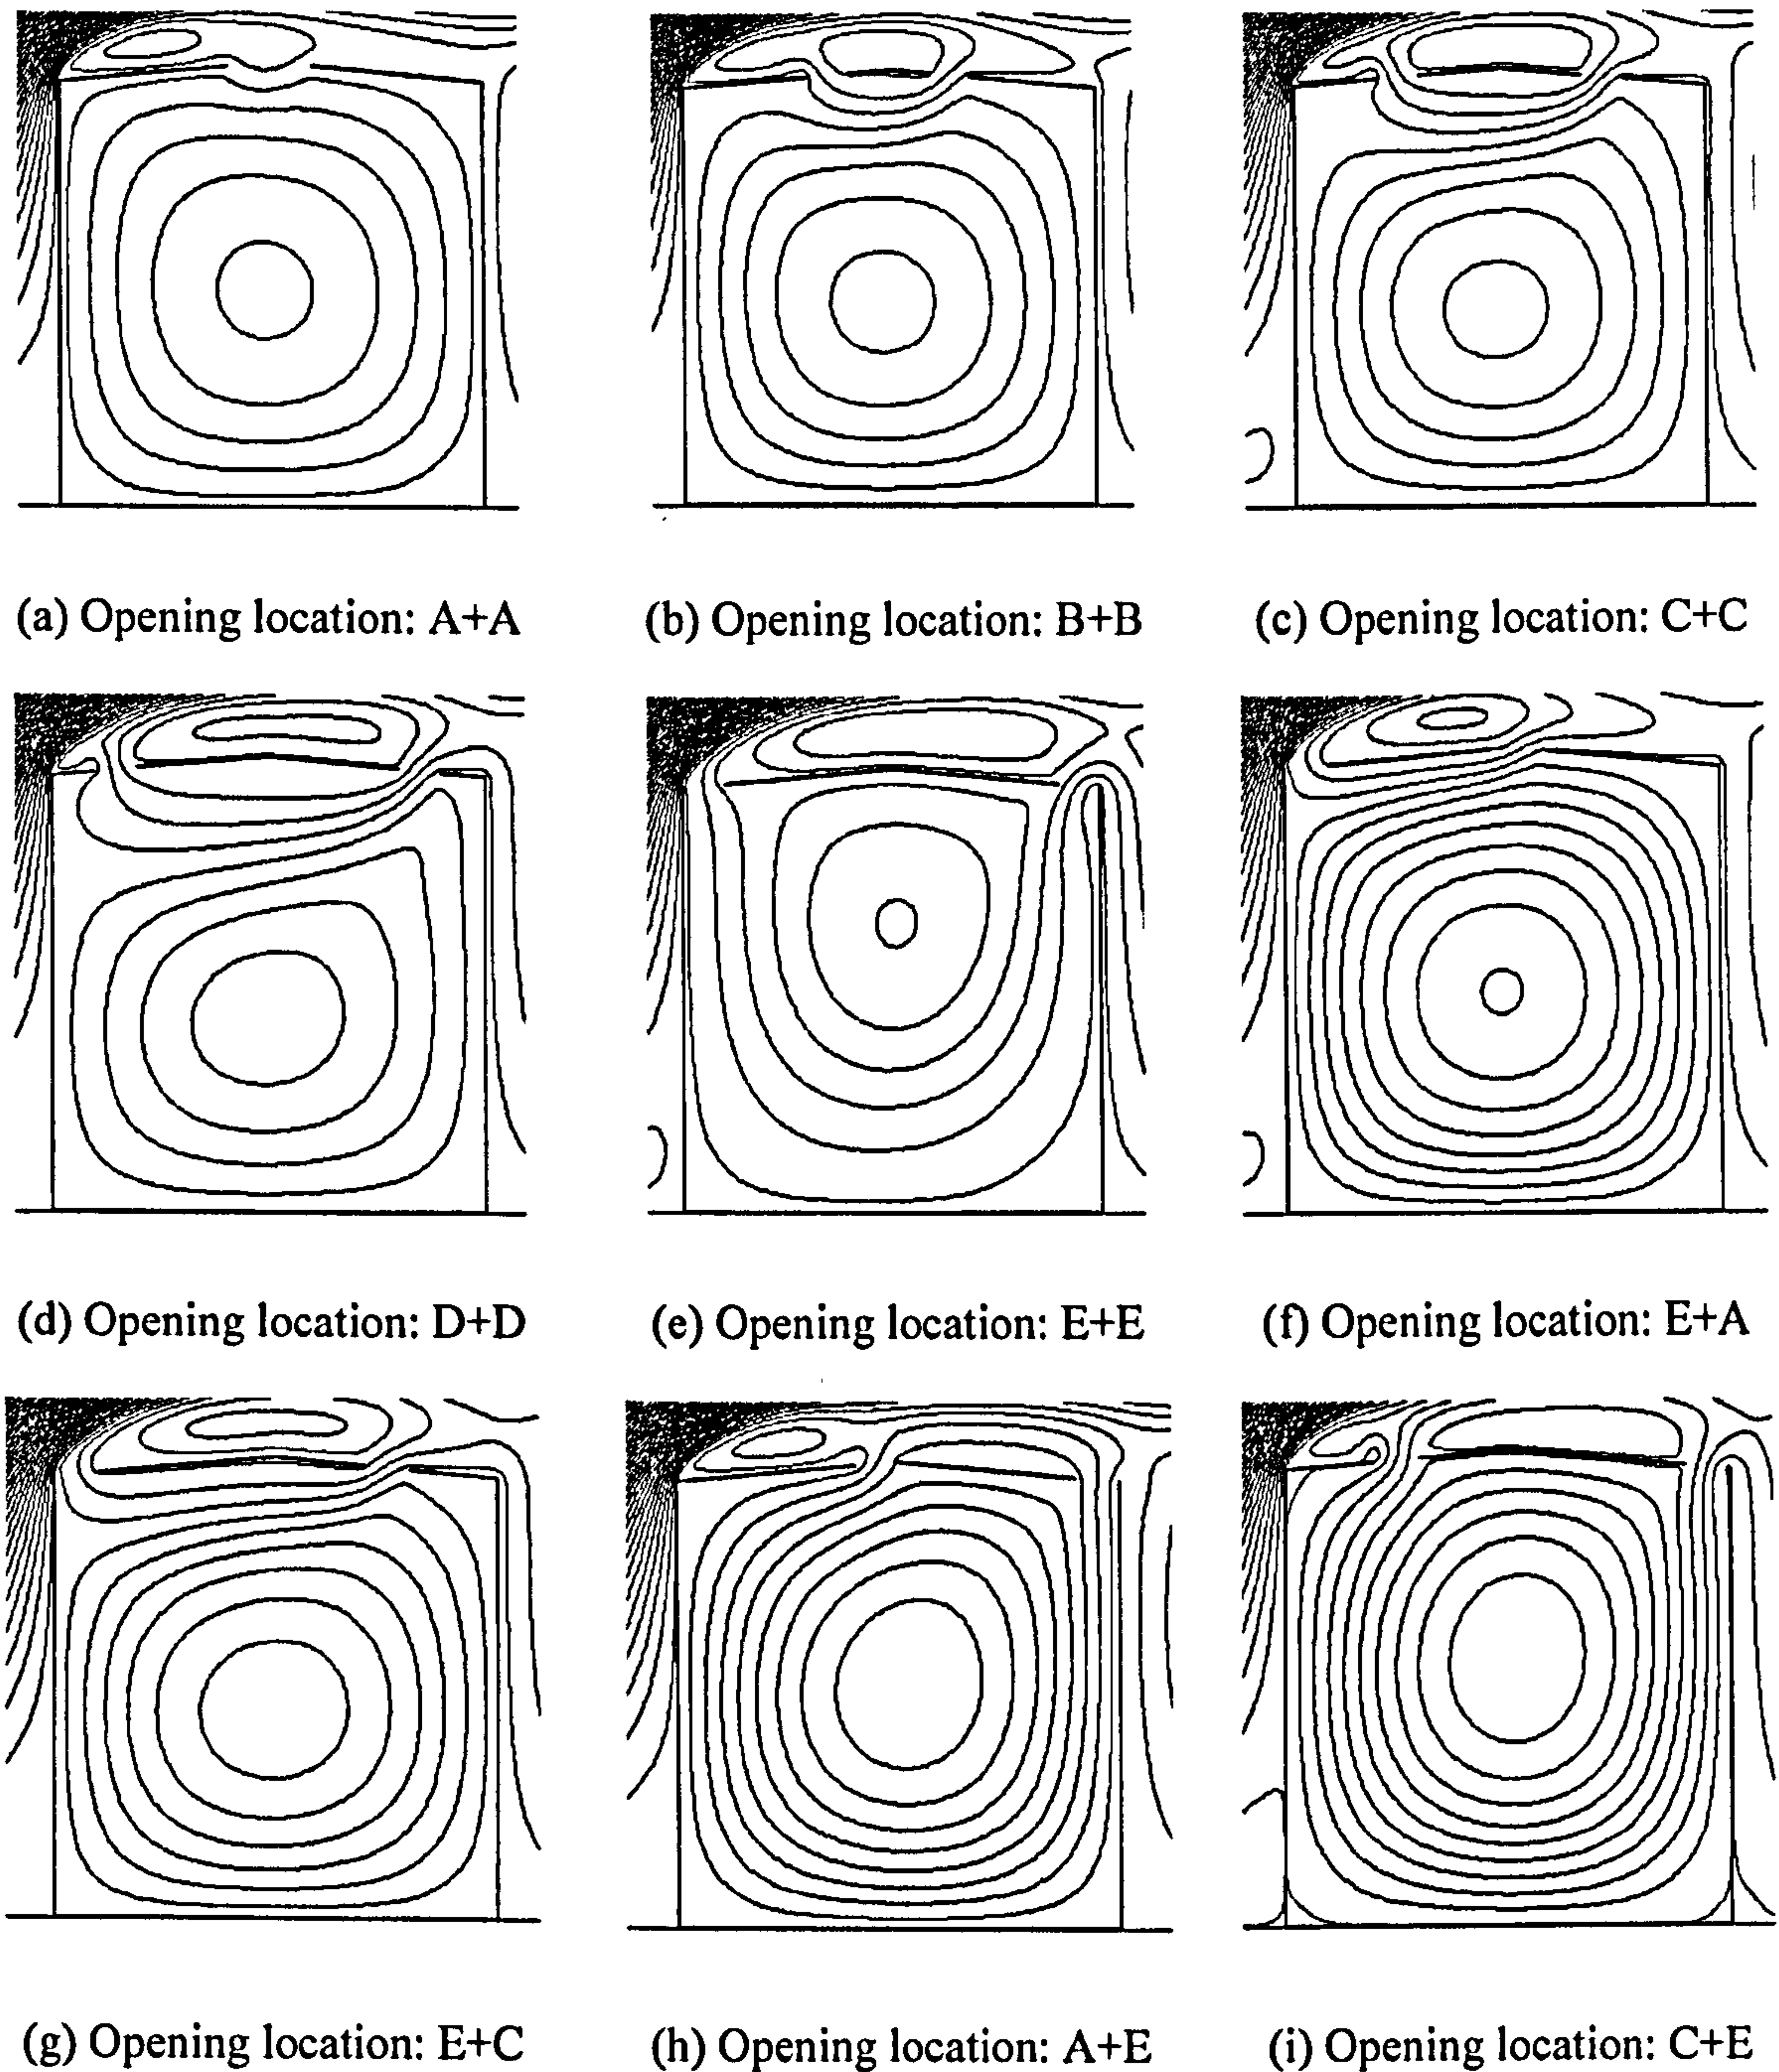 (a) Opening location: A+A
(b) Opening location: B+B
(c) Opening location: C+C
(d) Opening location: D+D
(e) Opening location: E+E
(f) Opening location: E+A
(g) Opening location: E+C
(h) Opening location: A+E
(i) Opening location: C+E